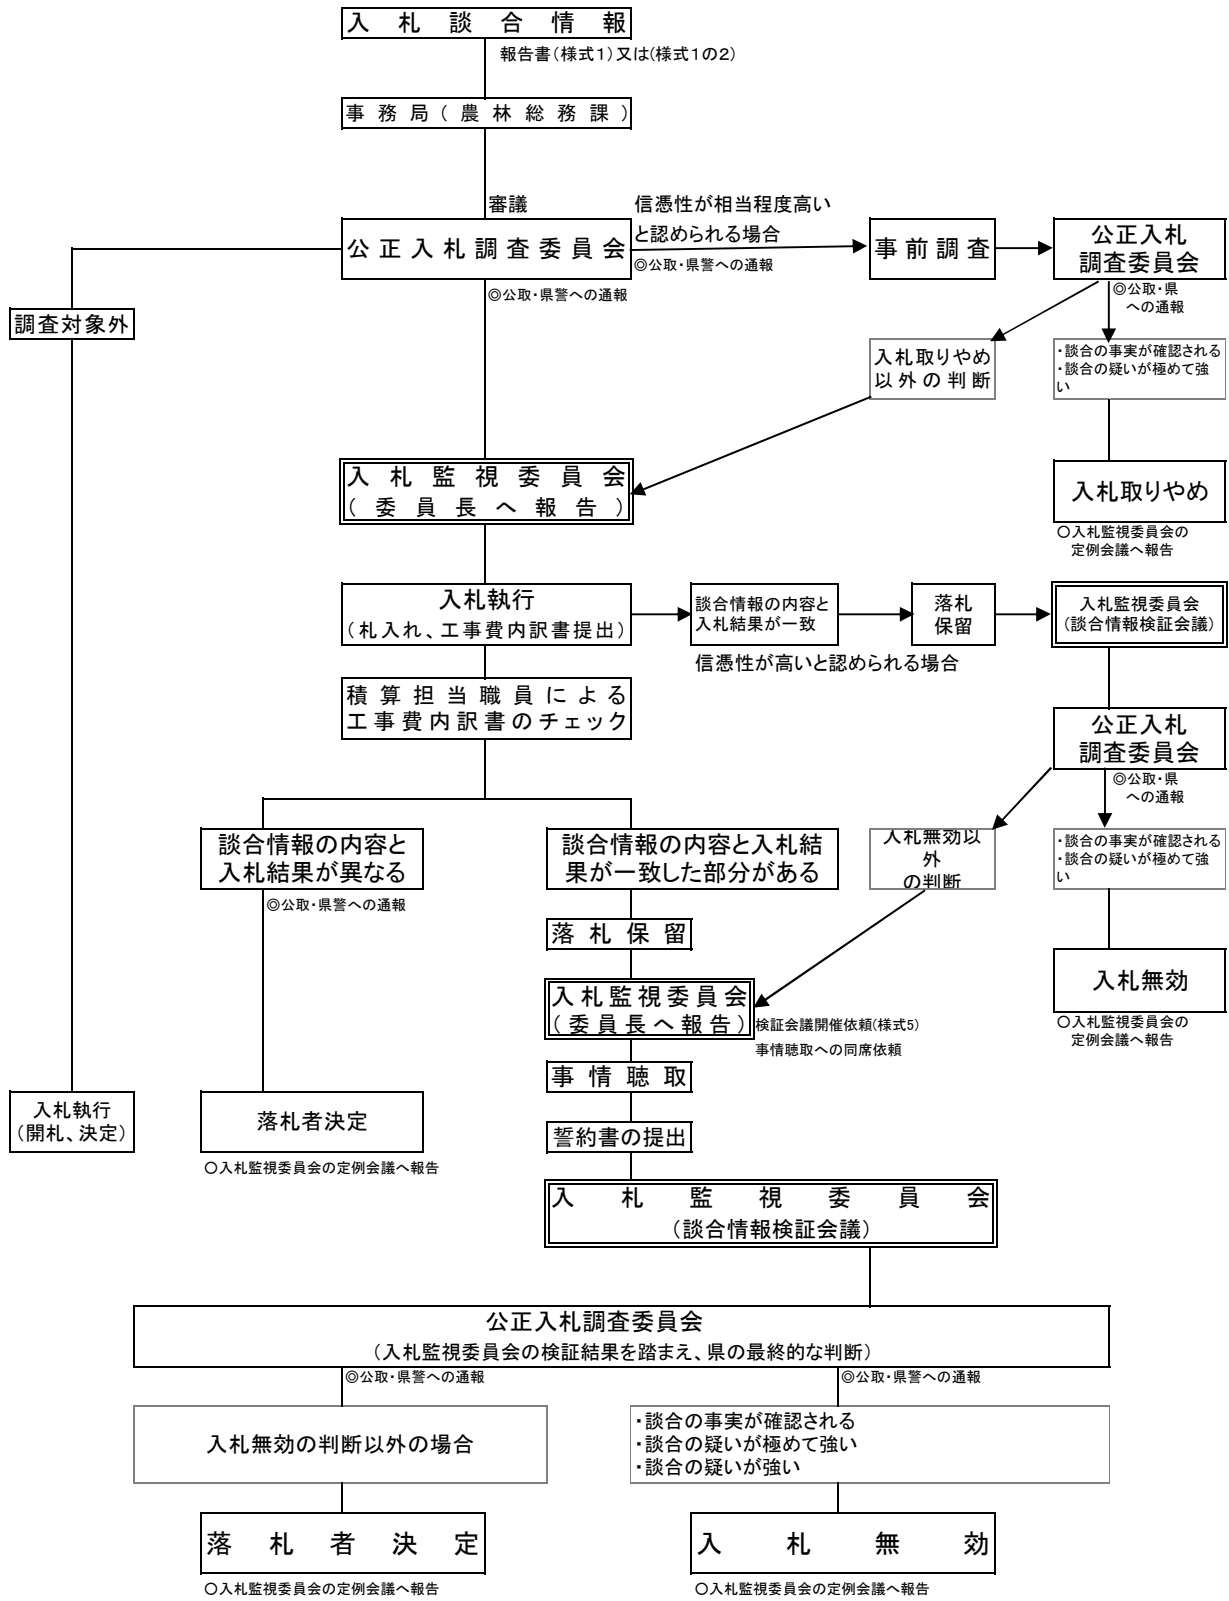 入札談合情報
報告書(様式1)又は(様式1の2)
事務局(農林総務課)
審議
信憑性が相当程度高い
と認められる場合
公正入札調査委員会
◎公取・県警への通報
◎公取・県警への通報
事前調査
公正入札
調査委員会
◎公取・県
への通報
調査対象外
入札取りやめ
以外の判断
・談合の事実が確認される
・談合の疑いが極めて強
い
入札監視委員会
(委員長へ報告)
入札取りやめ
○入札監視委員会の
定例会議へ報告
入札執行
(札入れ、工事費内訳書提出)
談合情報の内容と
入札結果が一致
落札
保留
入札監視委員会
(談合情報検証会議)
信憑性が高いと認められる場合
積算担当職員による
工事費内訳書のチェック
公正入札
調査委員会
◎公取・県
への通報
談合情報の内容と
入札結果が異なる
◎公取・県警への通報
談合情報の内容と入札結
果が一致した部分がある
入札無効以
外
の判断
・談合の事実が確認される
・談合の疑いが極めて強
い
落札保留
入札監視委員会
(委員長へ報告)
検証会議開催依頼(様式5)
事情聴取への同席依頼
入札無効
○入札監視委員会の
定例会議へ報告
事情聴取
入札執行
(開札、決定)
落札者決定
○入札監視委員会の定例会議へ報告
誓約書の提出
入札監視委員会
(談合情報検証会議)
公正入札調査委員会
(入札監視委員会の検証結果を踏まえ、県の最終的な判断)
◎公取・県警への通報
◎公取・県警への通報
入札無効の判断以外の場合
・談合の事実が確認される
・談合の疑いが極めて強い
・談合の疑いが強い
落札者決定
入札無効
○入札監視委員会の定例会議へ報告
○入札監視委員会の定例会議へ報告